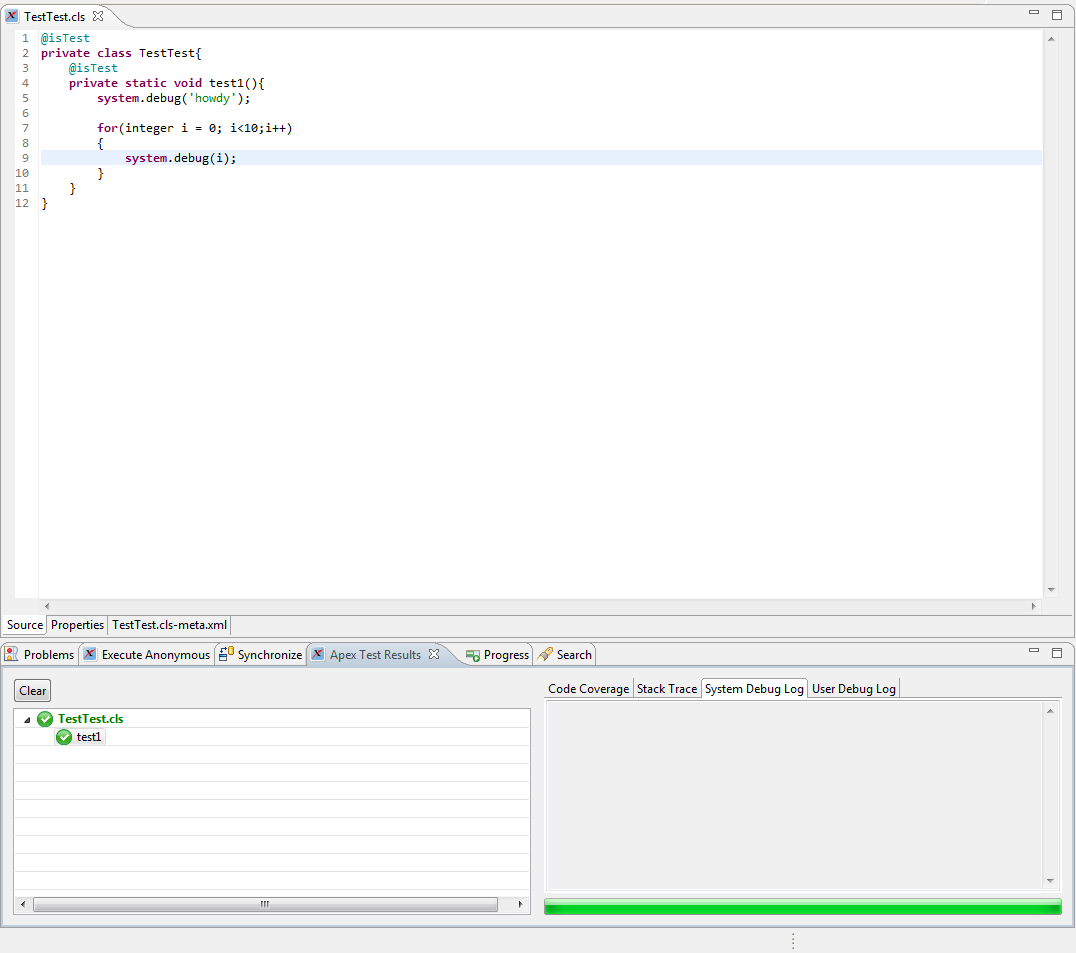 TestTest.cls
1 @isTest
2 private class TestTest{
3 @isTest
4 private static void test1(){
5 system.debug('howdy');
6
7 for(integer i = 0; i<10;i++)
8 {
9 system.debug(i);
10 }
11 }
12 }
Source Properties TestTest.cls-meta.xml
Problems Execute Anonymous Synchronize Apex Test Results Progress Search
Clear
Code Coverage Stack Trace System Debug Log User Debug Log
TestTest.cls
test1